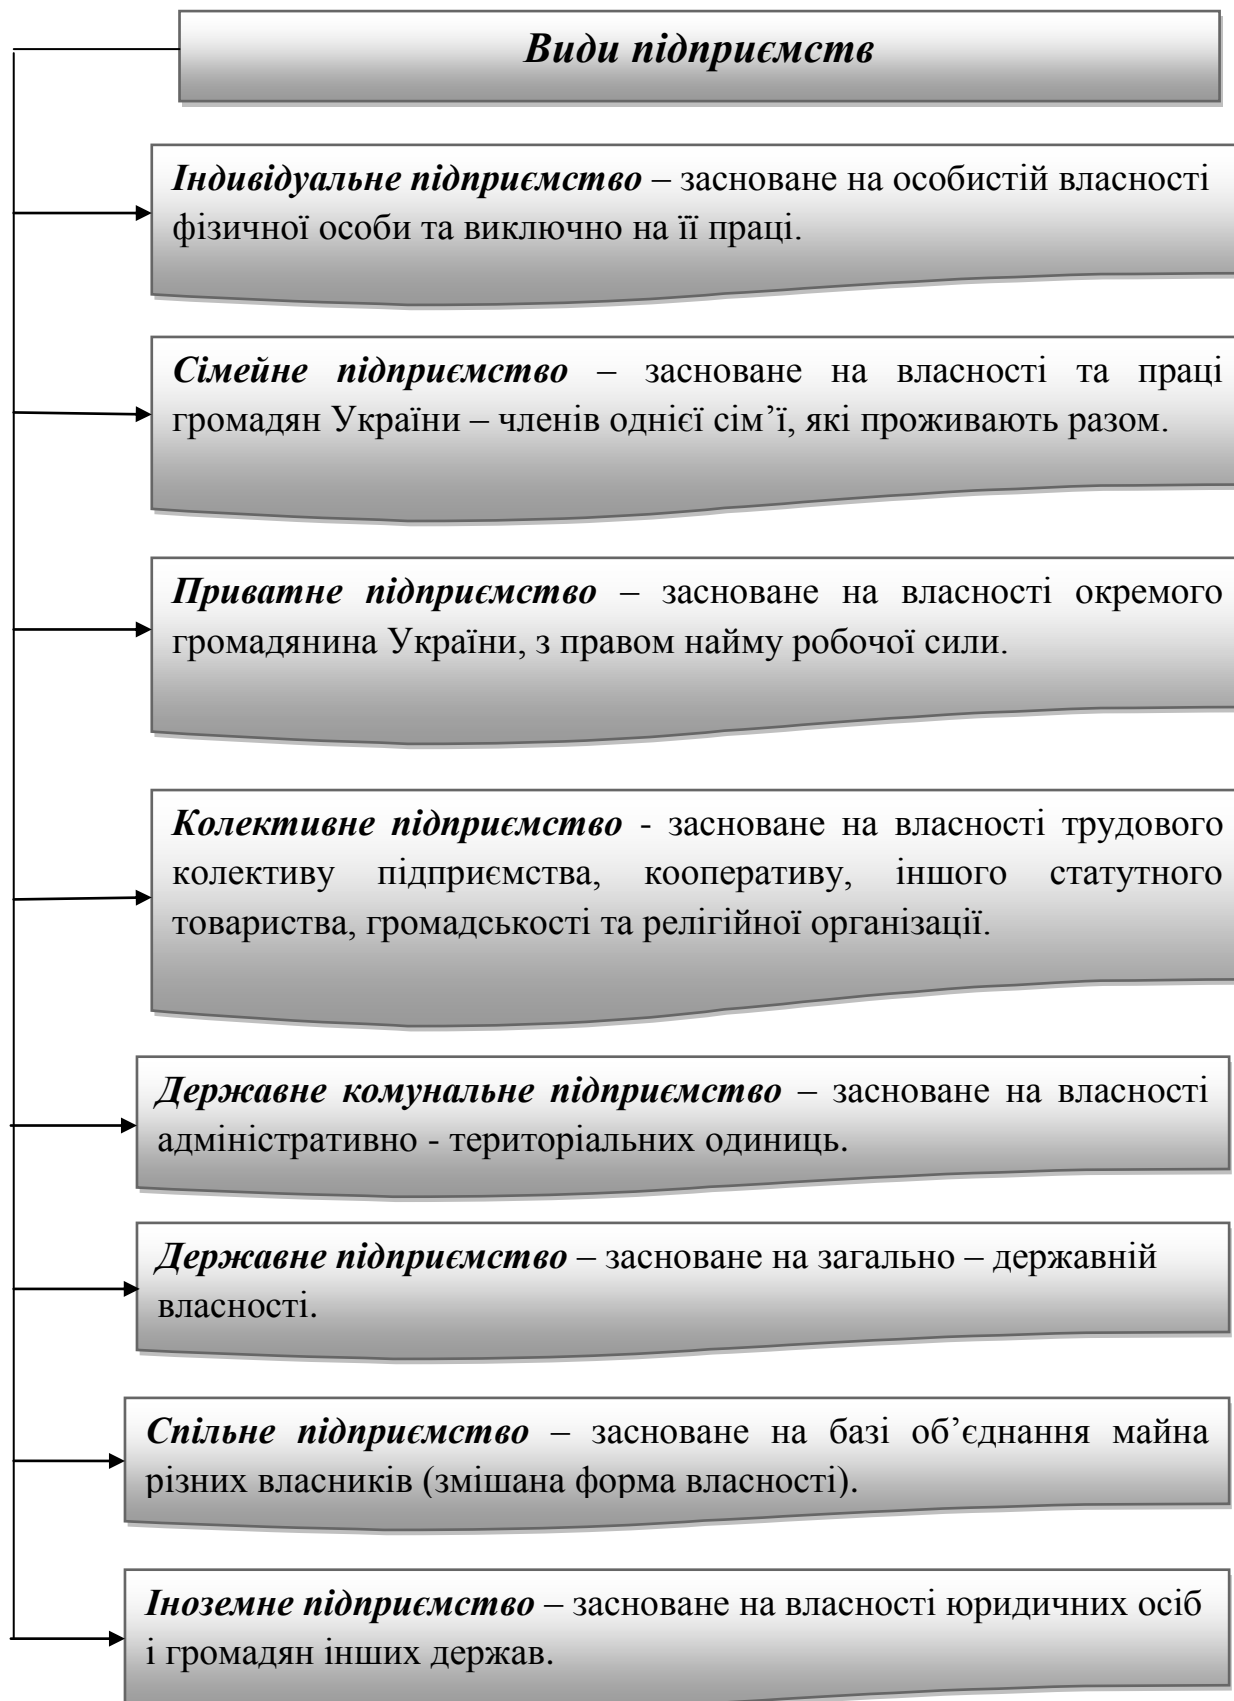 Види підприємств
Індивідуальне підприємство – засноване на особистій власності
фізичної особи та виключно на її праці.
Сімейне підприємство – засноване на власності та праці
громадян України – членів однієї сім’ї, які проживають разом.
Приватне підприємство – засноване на власності окремого
громадянина України, з правом найму робочої сили.
Колективне підприємство - засноване на власності трудового
колективу підприємства, кооперативу, іншого статутного
товариства, громадськості та релігійної організації.
Державне комунальне підприємство – засноване на власності
адміністративно - територіальних одиниць.
Державне підприємство – засноване на загально – державній
власності.
Спільне підприємство – засноване на базі об’єднання майна
різних власників (змішана форма власності).
Іноземне підприємство – засноване на власності юридичних осіб
і громадян інших держав.